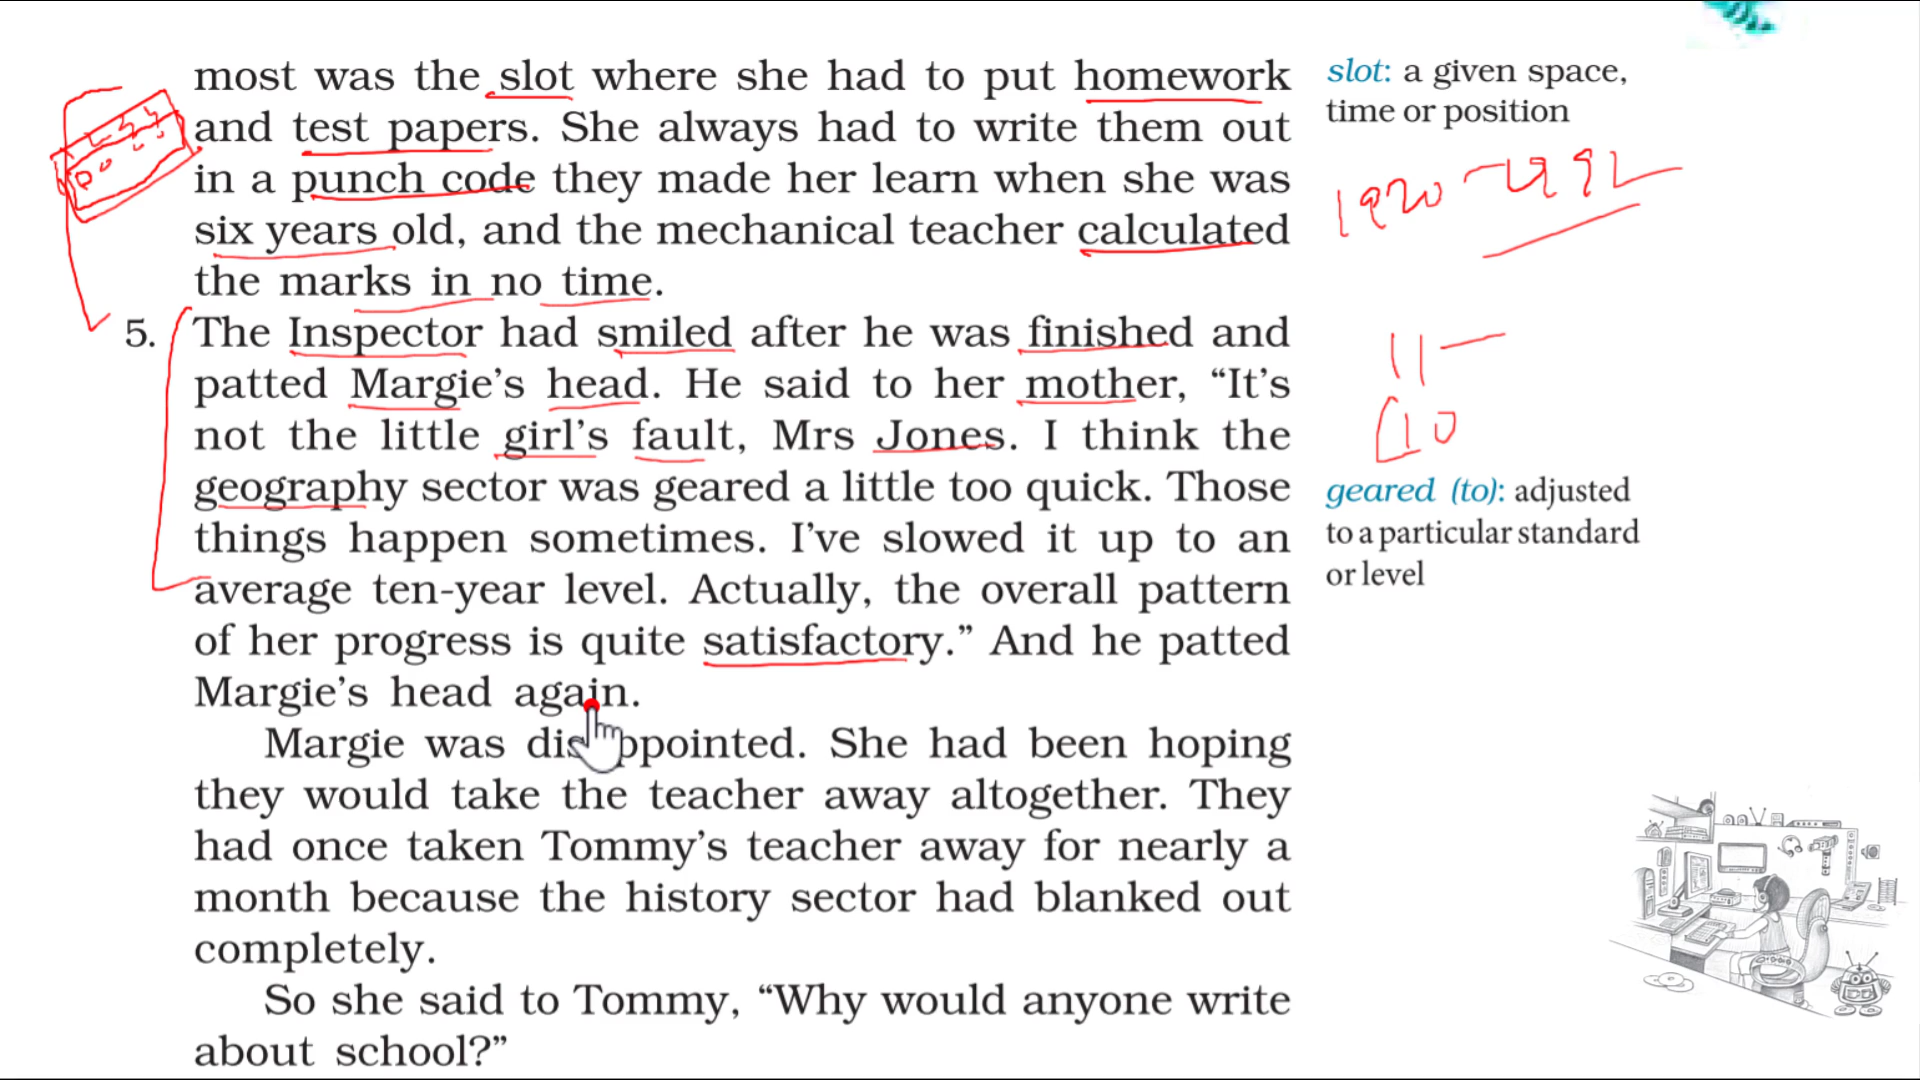 most was the slot where she had to put homework
and test papers. She always had to write them out
in a punch code they made her learn when she was
six years old, and the mechanical teacher calculated
the marks in no time.
5. The Inspector had smiled after he was finished and
patted Margie’s head. He said to her mother, “It’s
not the little girl’s fault, Mrs Jones. I think the
geography sector was geared a little too quick. Those
things happen sometimes. I’ve slowed it up to an
average ten-year level. Actually, the overall pattern
of her progress is quite satisfactory.” And he patted
Margie’s head again.
Margie was disappointed. She had been hoping
they would take the teacher away altogether. They
had once taken Tommy’s teacher away for nearly a
month because the history sector had blanked out
completely.
So she said to Tommy, “Why would anyone write
about school?”
slot: a given space,
time or position
1920-1992
11
10
geared (to): adjusted
to a particular standard
or level